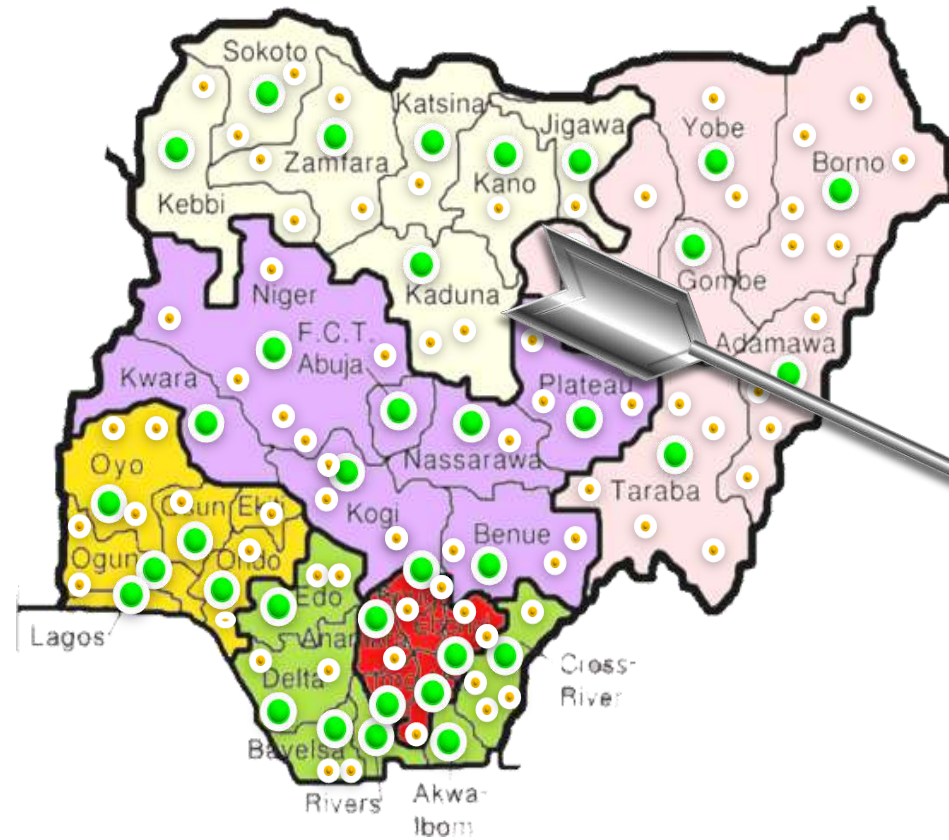 Sokoto
Katsina
Jigawa
Yobe
Zamfara
Kano
Borno
Kebbi
Kaduna
Gombe
Niger
F.C.T.
Abuja
Adamawa
Kwara
Plateau
Oyo
Nassarawa
Taraba
Kogi
Benue
Ogun
Ondo
Edo
Lagos
Delta
Cross-
River
Bayelsa
Rivers
Akwa-
Ibom